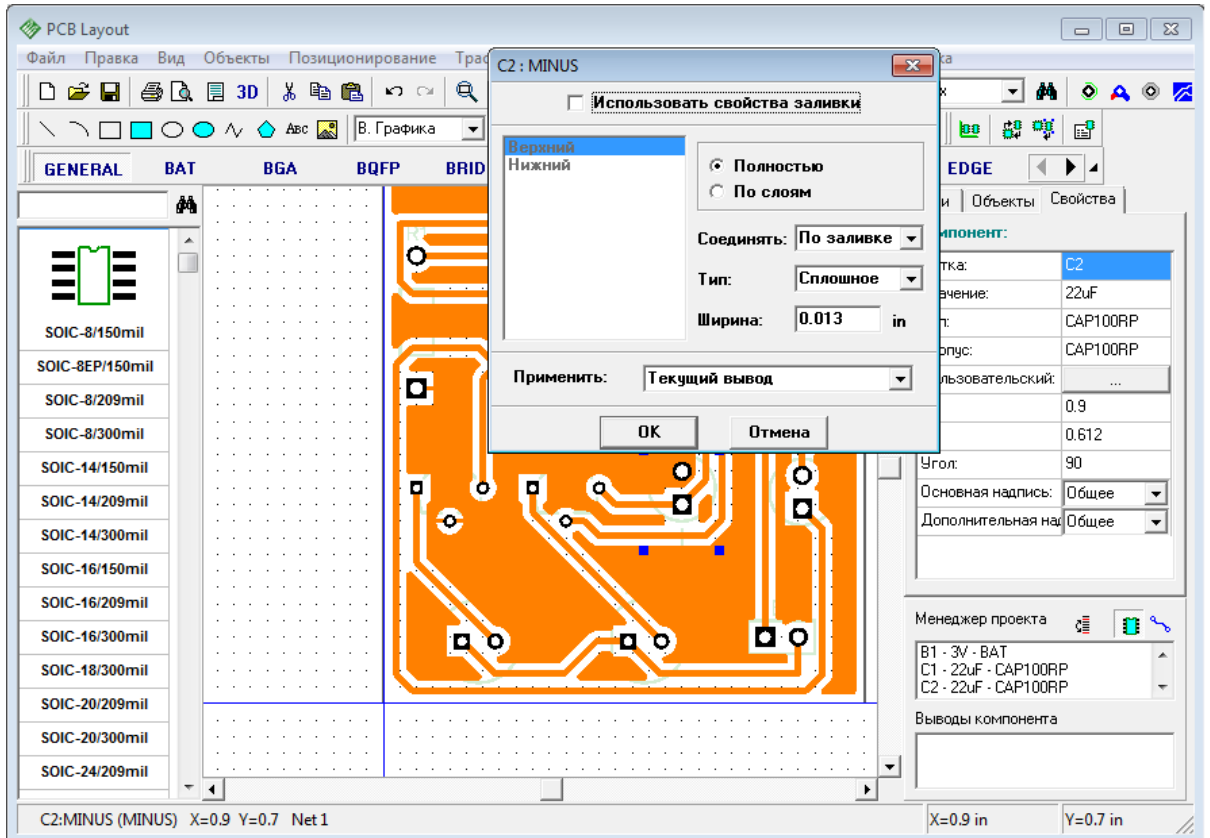 PCB Layout
Файл Правка Вид Объекты Позиционирование
3D
ABC В. Графика
GENERAL BAT BGA BQFP EDGE
C2 : MINUS
Использовать свойства заливки
Верхний
Нижний
Полностью
По слоям
Соединять: По заливке
Тип: Сплошное
Ширина: 0.013 in
Применить: Текущий вывод
OK Отмена
SOIC-8/150mil
SOIC-8EP/150mil
SOIC-8/209mil
SOIC-8/300mil
SOIC-14/150mil
SOIC-14/209mil
SOIC-14/300mil
SOIC-16/150mil
SOIC-16/209mil
SOIC-16/300mil
SOIC-18/300mil
SOIC-20/209mil
SOIC-20/300mil
SOIC-24/209mil
Объекты Свойства
C2
22uF
CAP100RP
CAP100RP
...
0.9
0.612
Угол: 90
Основная надпись: Общее
Дополнительная над Общее
Менеджер проекта
B1 - 3V - BAT
C1 - 22uF - CAP100RP
C2 - 22uF - CAP100RP
Выводы компонента
C2:MINUS (MINUS) X=0.9 Y=0.7 Net 1
X=0.9 in Y=0.7 in